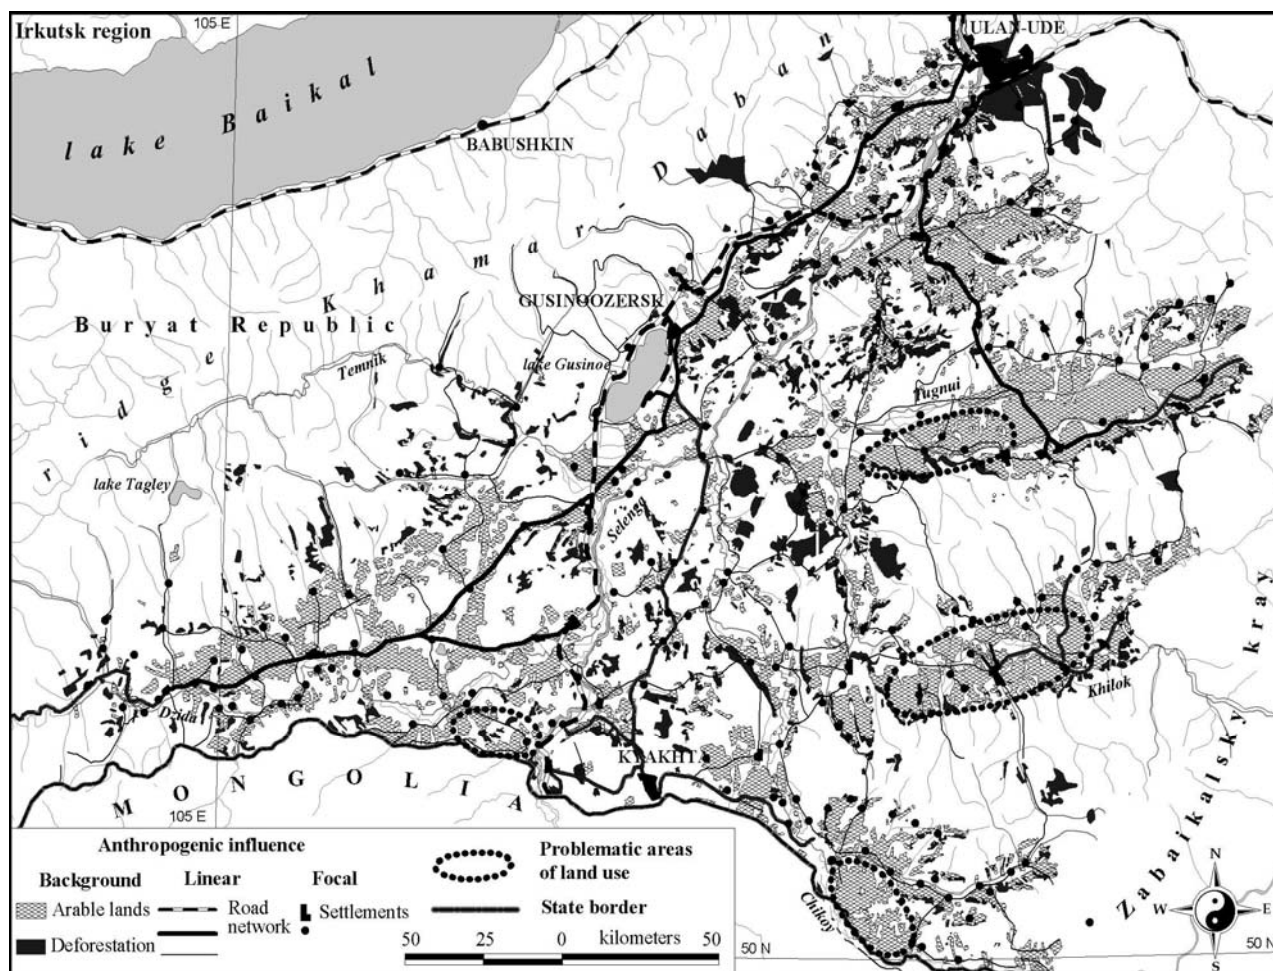 Irkutsk region
105 E
ULAN-UDE
lake Baikal
BABUSHKIN
Khamar
Daban
ridge
GUSINOOZERSK
Buryat Republic
Temnik
lake Gusinoe
Tugnui
lake Tagley
Selenga
Khilok
Dzida
KYAKHTA
MONGOLIA
105 E
Zabaikalsky kray
Chikoy
Anthropogenic influence
Background Linear Focal
Arable lands
Road
network
Settlements
Deforestation
Problematic areas
of land use
State border
50 25 0 kilometers 50
50 N
50 N
N
W E
S